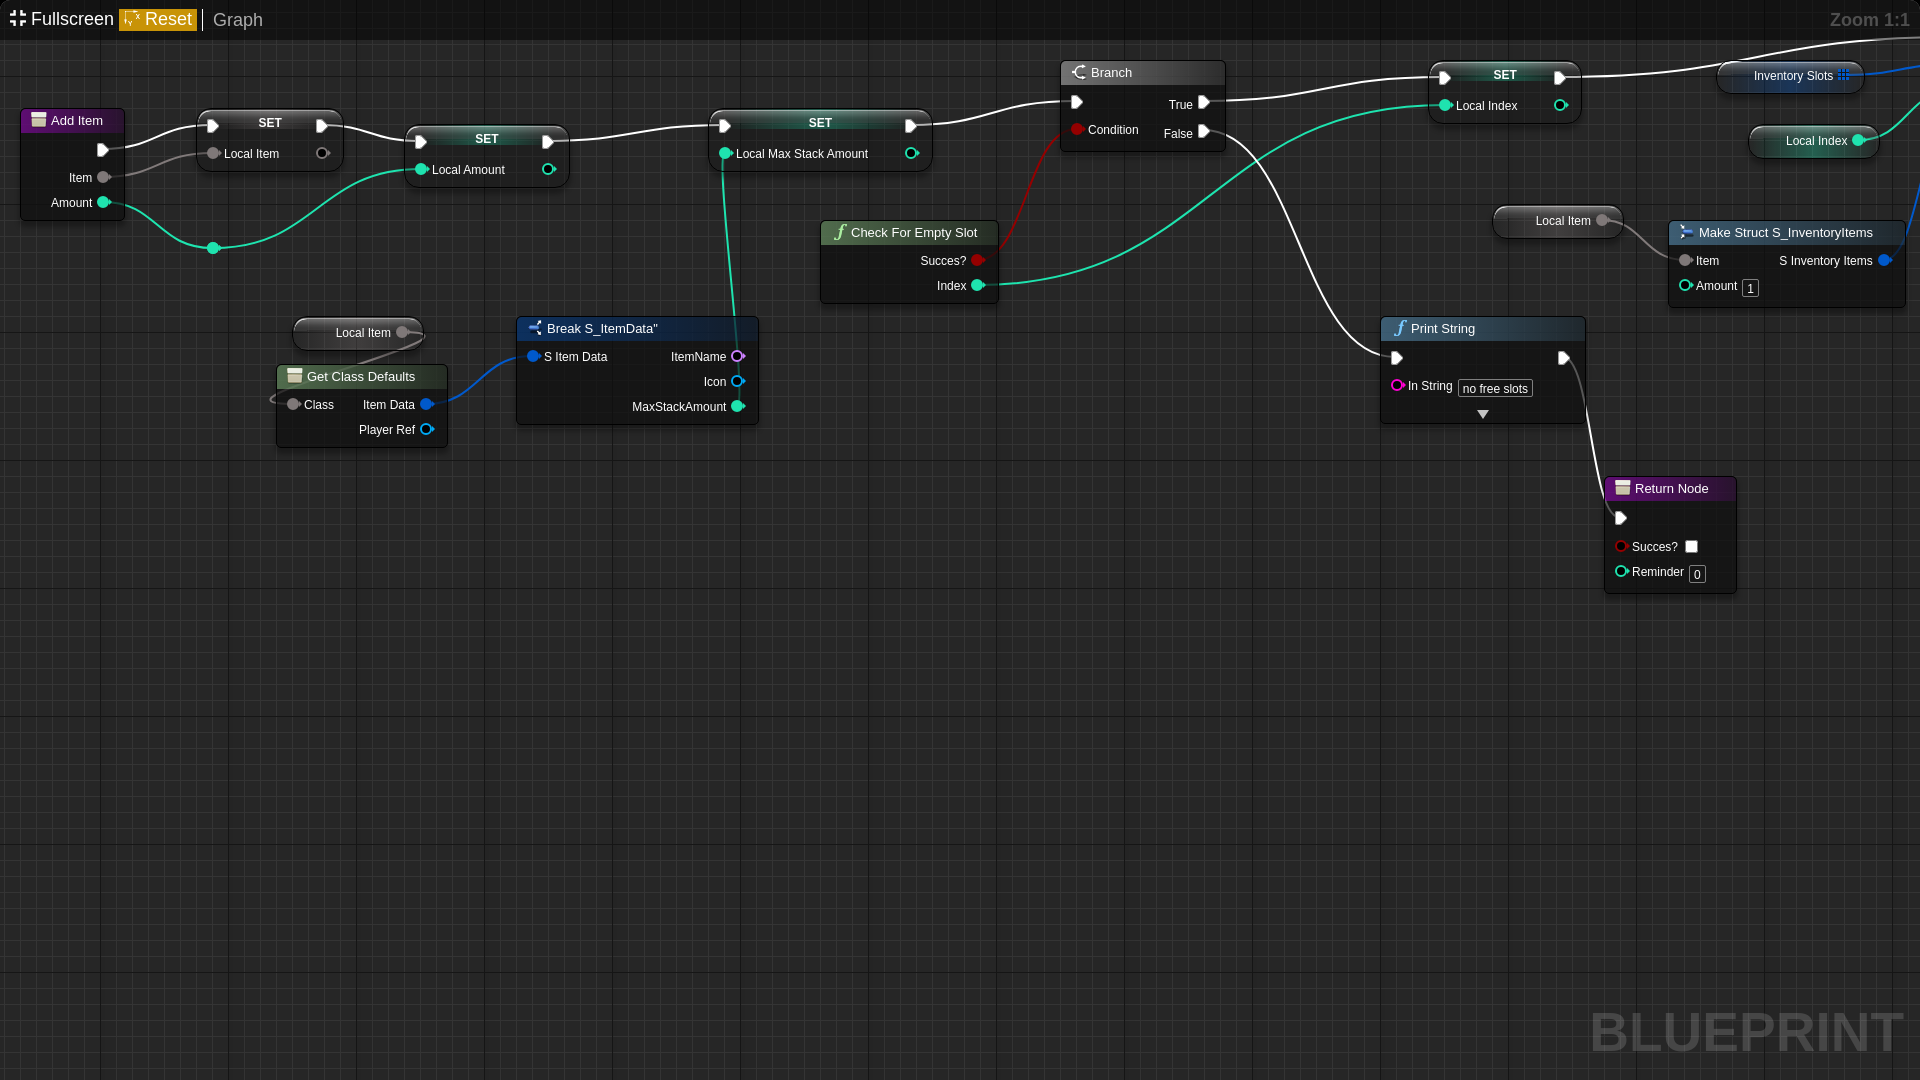 Fullscreen Reset Graph
Zoom 1:1
Add Item
Item
Amount
SET
Local Item
SET
Local Amount
SET
Local Max Stack Amount
Branch
True
Condition
False
SET
Local Index
Inventory Slots
Local Index
Check For Empty Slot
Succes?
Index
Local Item
Make Struct S_InventoryItems
Item
S Inventory Items
Amount 1
Local Item
Get Class Defaults
Class
Item Data
Player Ref
Break S_ItemData"
S Item Data
ItemName
Icon
MaxStackAmount
Print String
In String no free slots
Return Node
Succes?
Reminder 0
BLUEPRINT